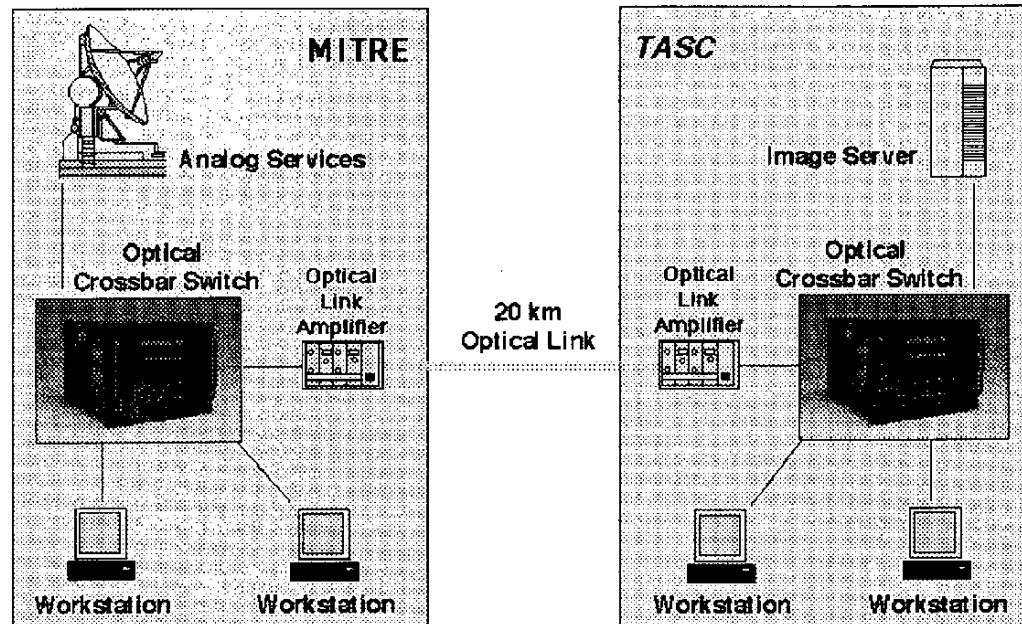 MITRE
Analog Services
Optical
Crossbar Switch
Optical
Link
Amplifier
Workstation
Workstation
20 km
Optical Link
TASC
Image Server
Optical
Link
Amplifier
Optical
Crossbar Switch
Workstation
Workstation